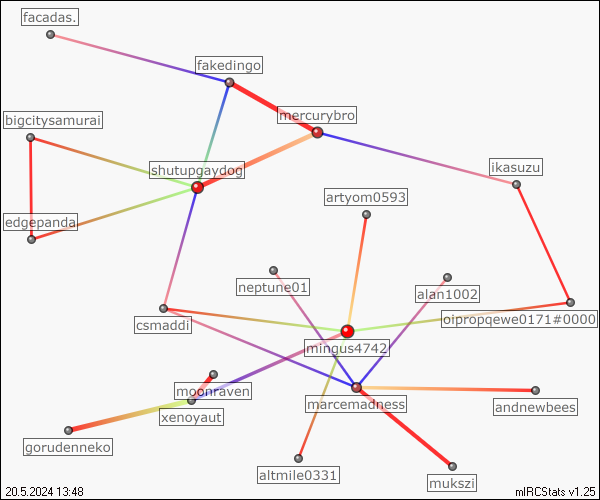 facadas.
fakedingo
mercurybro
bigcitysamurai
shutupgaydog
ikasuzu
artyom0593
edgepanda
neptune01
alan1002
csmaddi
oipropqewe0171#0000
mingus4742
moonraven
marcemadness
andnewbees
xenoyaut
gorudenneko
altmile0331
mukszi
20.5.2024 13:48
mIRCStats v1.25